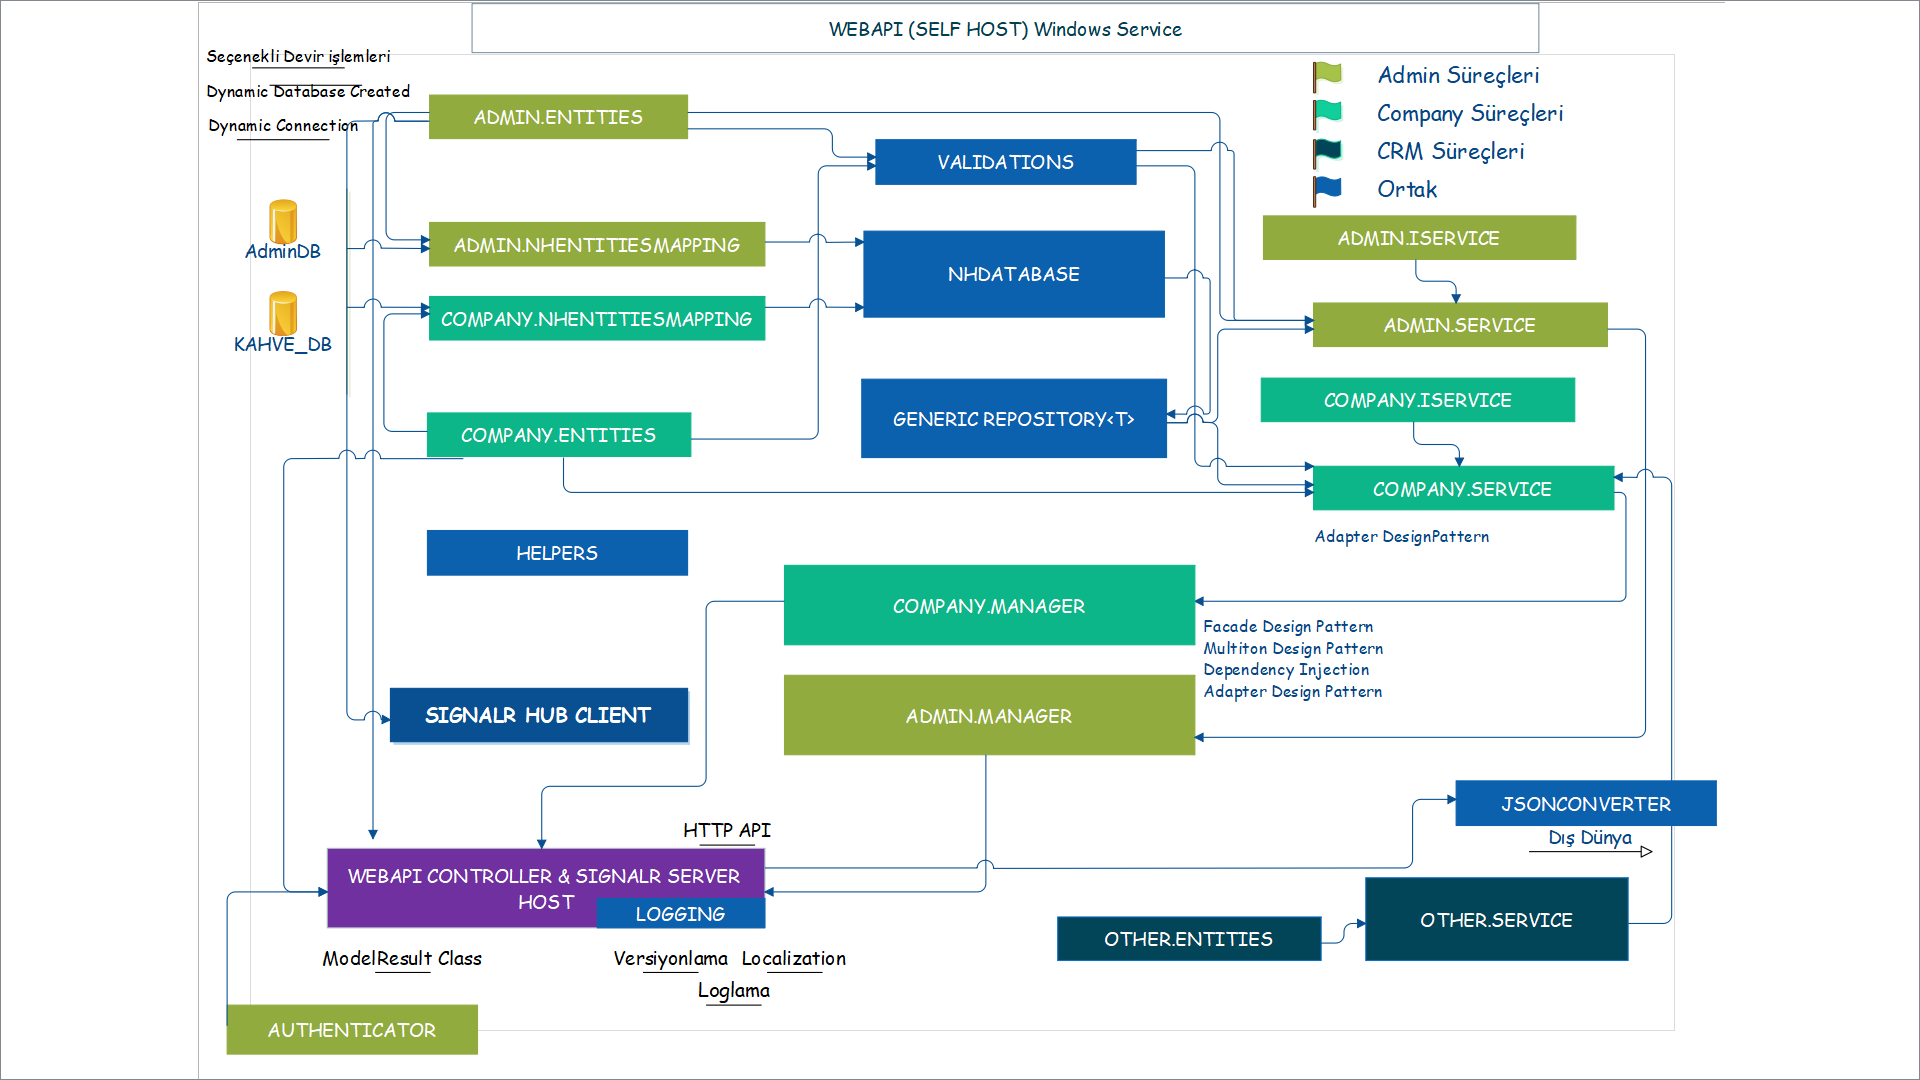 WEBAPI (SELF HOST) Windows Service
Seçenekli Devir işlemleri
Dynamic Database Created
Dynamic Connection
Admin Süreçleri
Company Süreçleri
CRM Süreçleri
Ortak
ADMIN.ENTITIES
VALIDATIONS
AdminDB
ADMIN.NHENTITIESMAPPING
NHDATABASE
ADMIN.ISERVICE
KAHVE_DB
COMPANY.NHENTITIESMAPPING
ADMIN.SERVICE
COMPANY.ENTITIES
GENERIC REPOSITORY<T>
COMPANY.ISERVICE
COMPANY.SERVICE
Adapter DesignPattern
HELPERS
COMPANY.MANAGER
Facade Design Pattern
Multiton Design Pattern
Dependency Injection
Adapter Design Pattern
SIGNALR HUB CLIENT
ADMIN.MANAGER
JSONCONVERTER
Dış Dünya
HTTP API
WEBAPI CONTROLLER & SIGNALR SERVER
HOST
LOGGING
OTHER.ENTITIES
OTHER.SERVICE
ModelResult Class
Versiyonlama
Localization
Loglama
AUTHENTICATOR